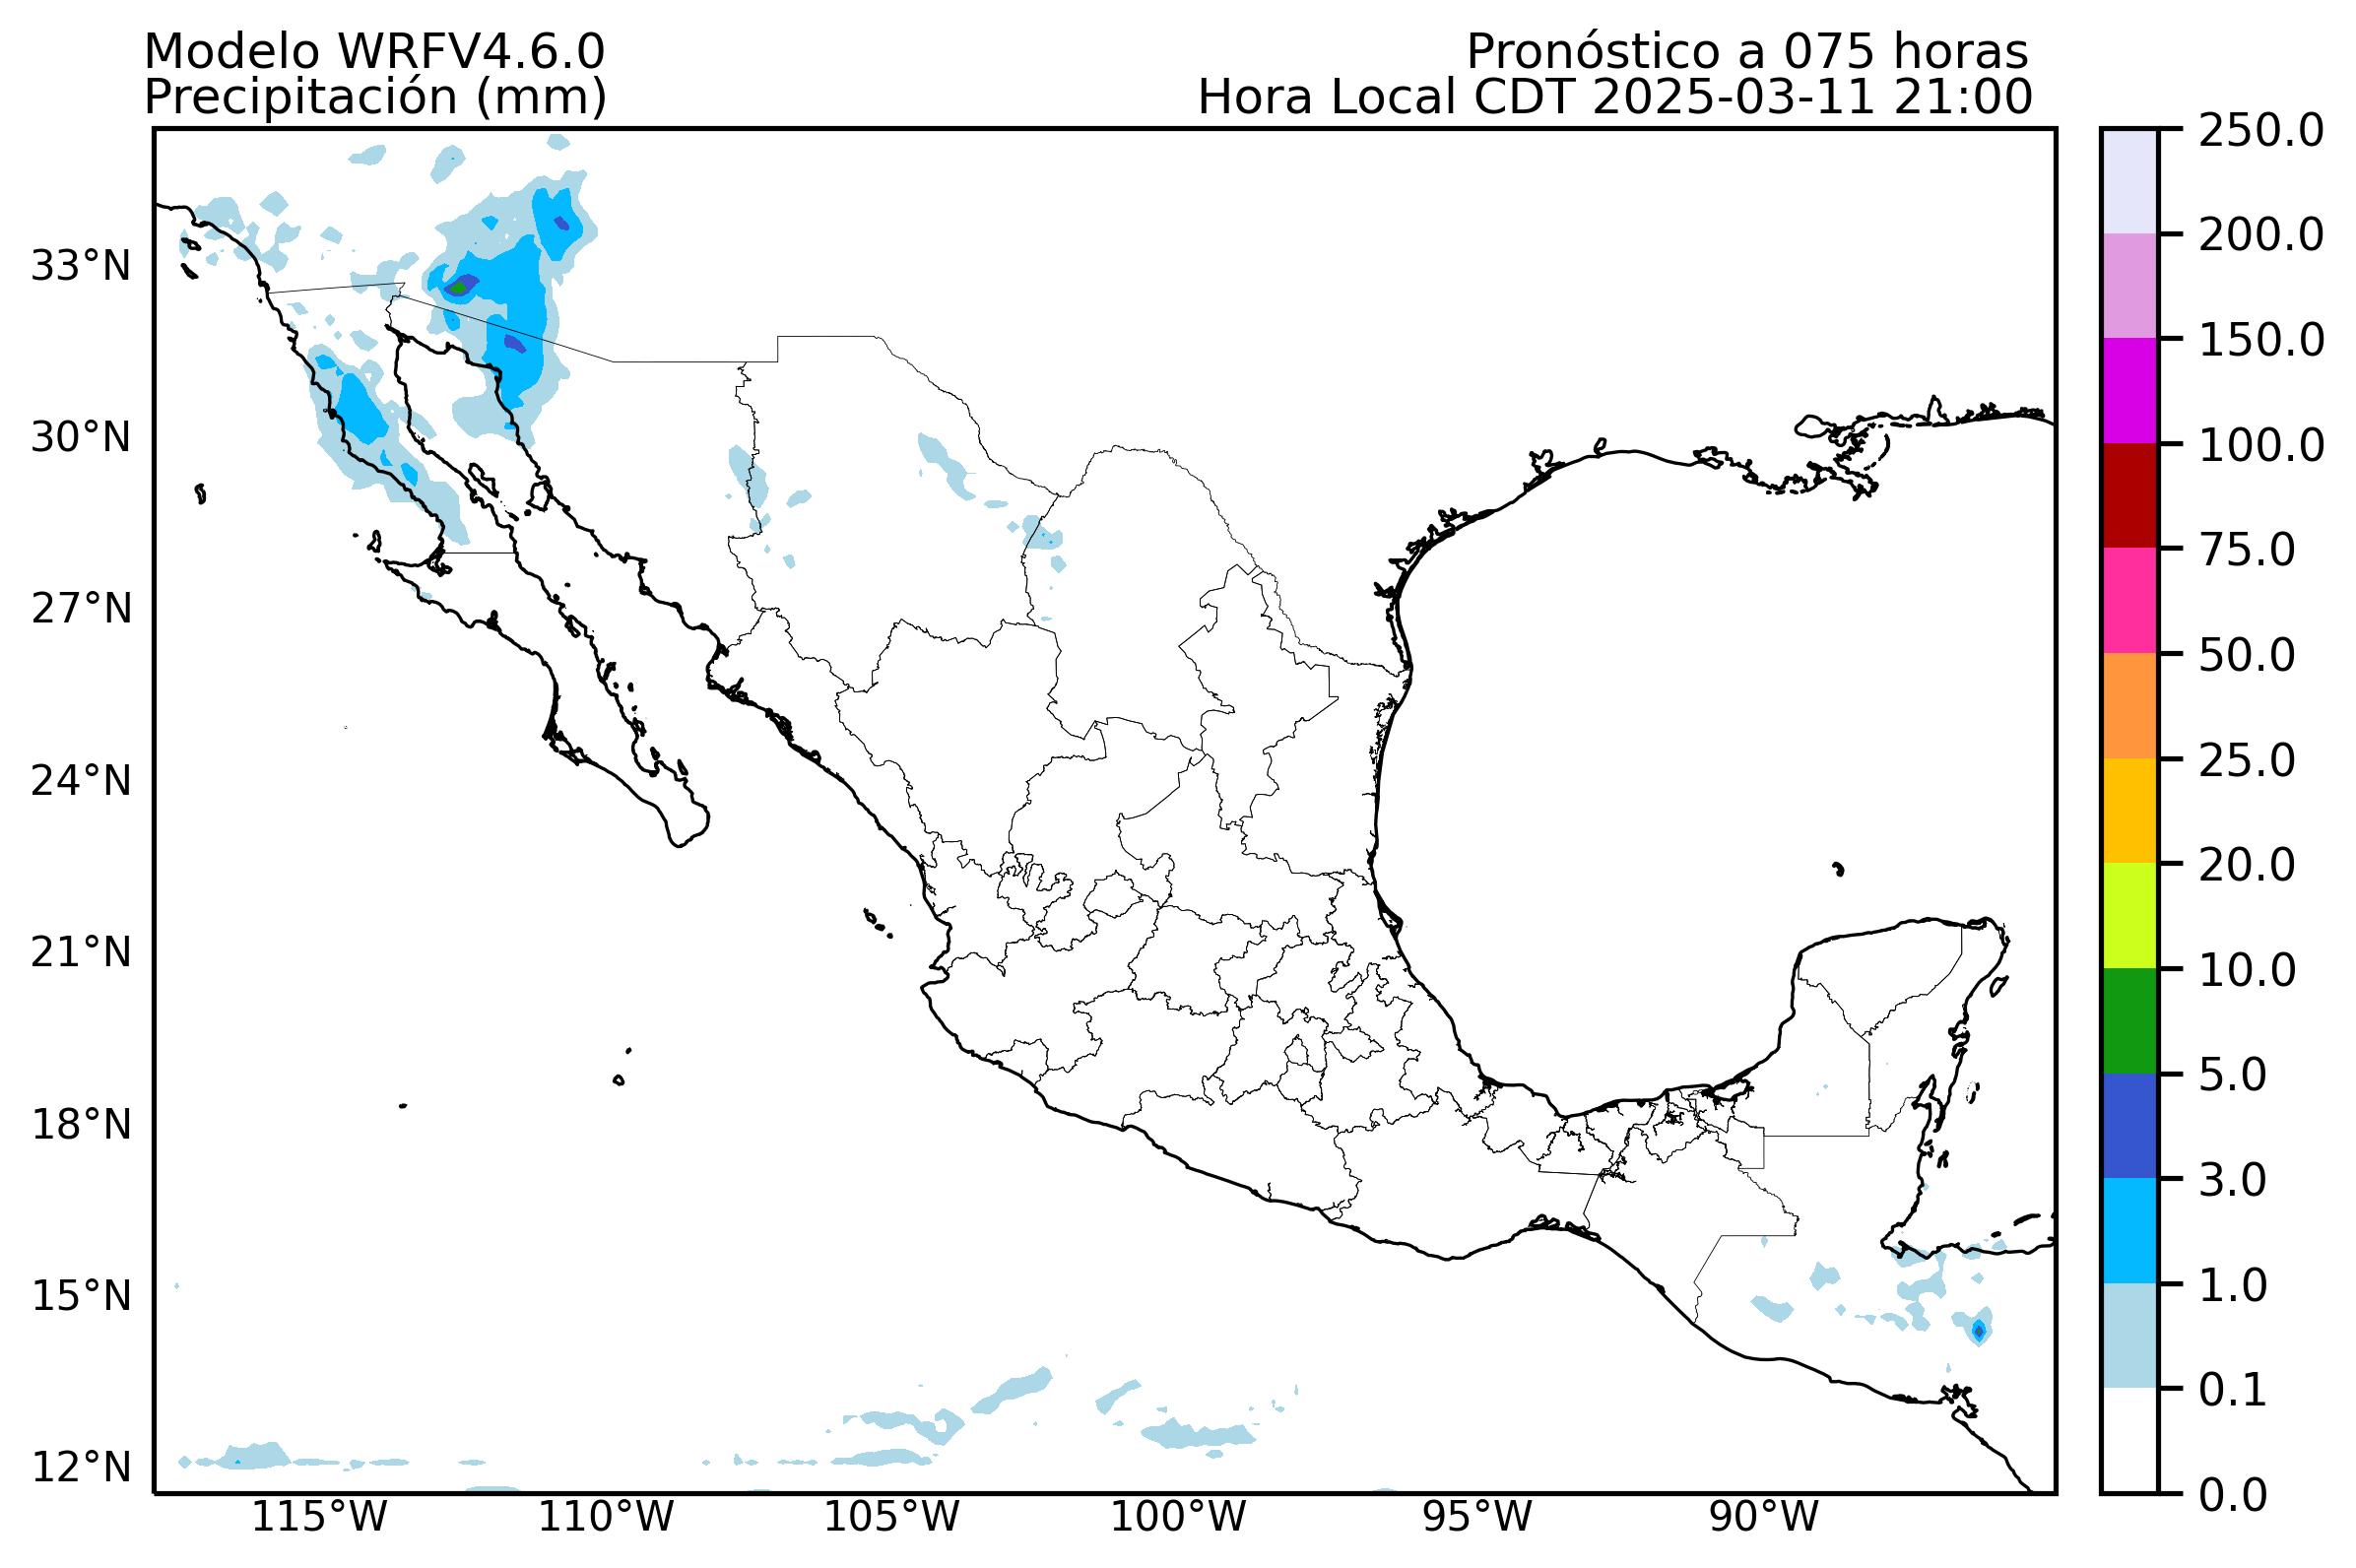 Modelo WRFV4.6.0
Precipitación (mm)
Pronóstico a 075 horas
Hora Local CDT 2025-03-11 21:00
33°N
30°N
27°N
24°N
21°N
18°N
15°N
12°N
115°W
110°W
105°W
100°W
95°W
90°W
250.0
200.0
150.0
100.0
75.0
50.0
25.0
20.0
10.0
5.0
3.0
1.0
0.1
0.0